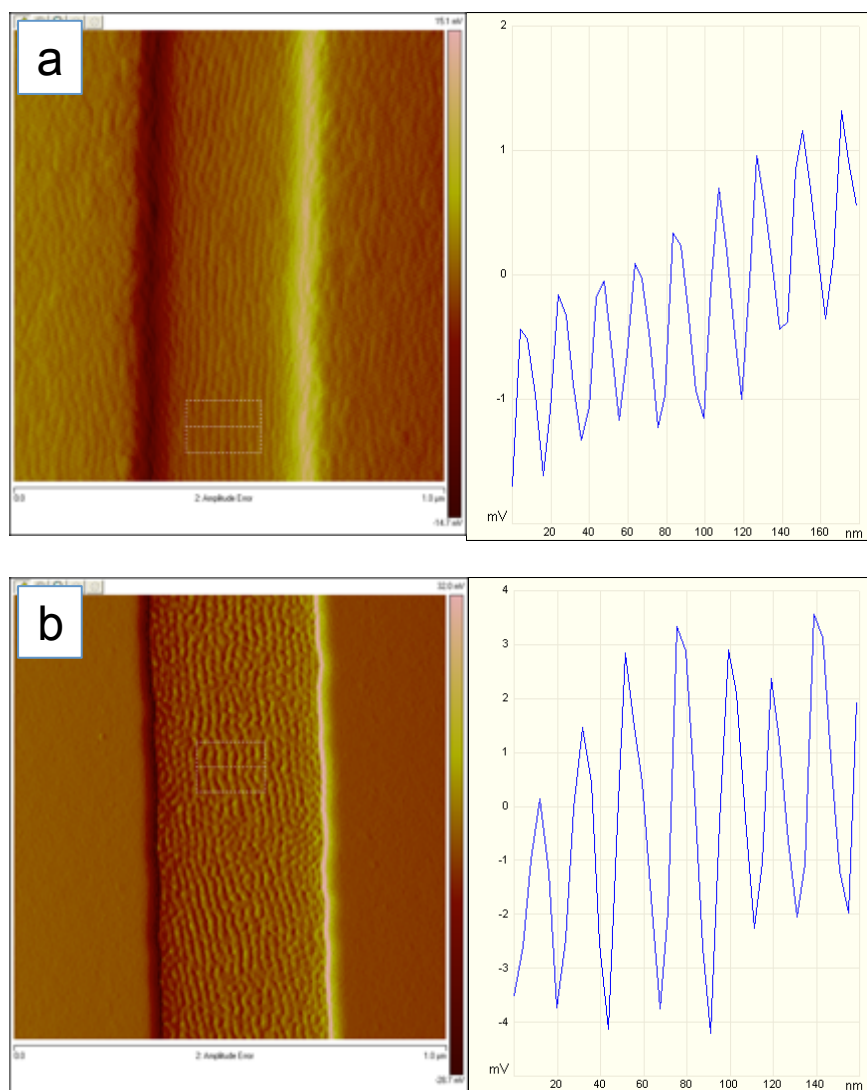 a
15.1 mV
0.0
2: Amplitude Error
1.0 µm
-14.7 mV
2
1
0
-1
mV
20 40 60 80 100 120 140 160 nm
b
32.0 mV
0.0
2: Amplitude Error
1.0 µm
-28.7 mV
4
3
2
1
0
-1
-2
-3
-4
mV
20 40 60 80 100 120 140 nm